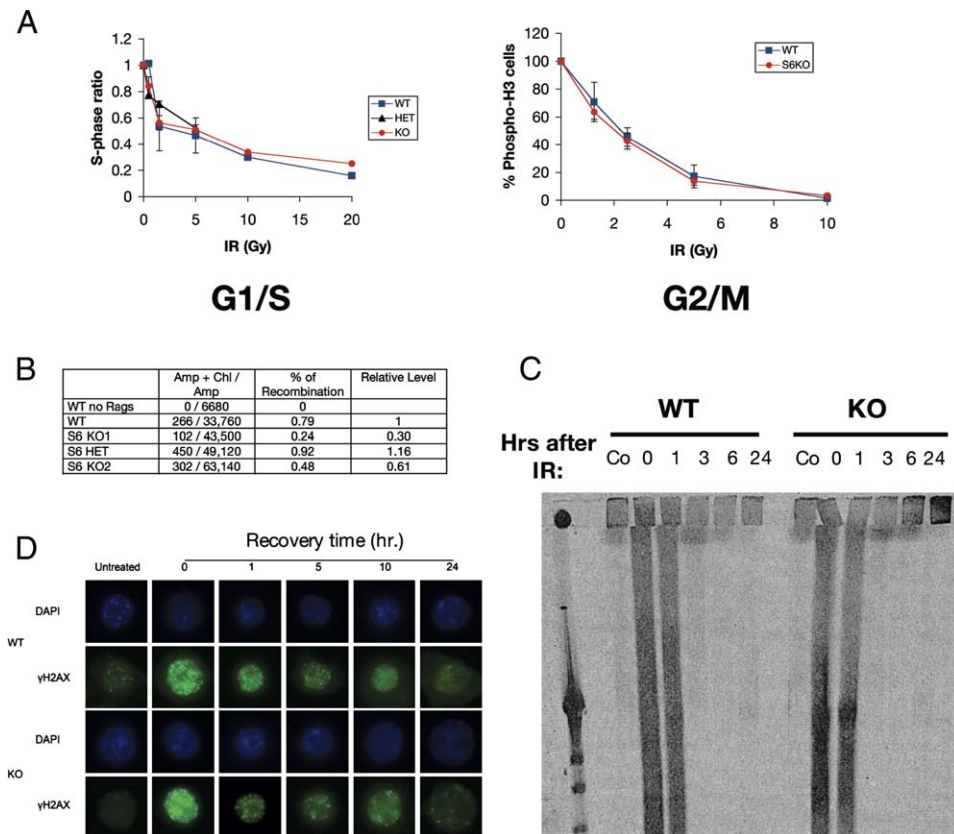 A
1.2
1
0.8
0.6
0.4
0.2
0
S-phase ratio
0 5 10 15 20
IR (Gy)
WT
HET
KO
G1/S
120
100
80
60
40
20
0
% Phospho-H3 cells
0 2 4 6 8 10
IR (Gy)
WT
S6KO
G2/M
B
Amp + Chl / Amp % of Recombination Relative Level
WT no Rags 0 / 6680 0
WT 266 / 33,760 0.79 1
S6 KO1 102 / 43,500 0.24 0.30
S6 HET 450 / 49,120 0.92 1.16
S6 KO2 302 / 63,140 0.48 0.61
C
WT KO
Hrs after IR:
Co 0 1 3 6 24 Co 0 1 3 6 24
D
Recovery time (hr.)
Untreated 0 1 5 10 24
DAPI
WT
γH2AX
DAPI
KO
γH2AX